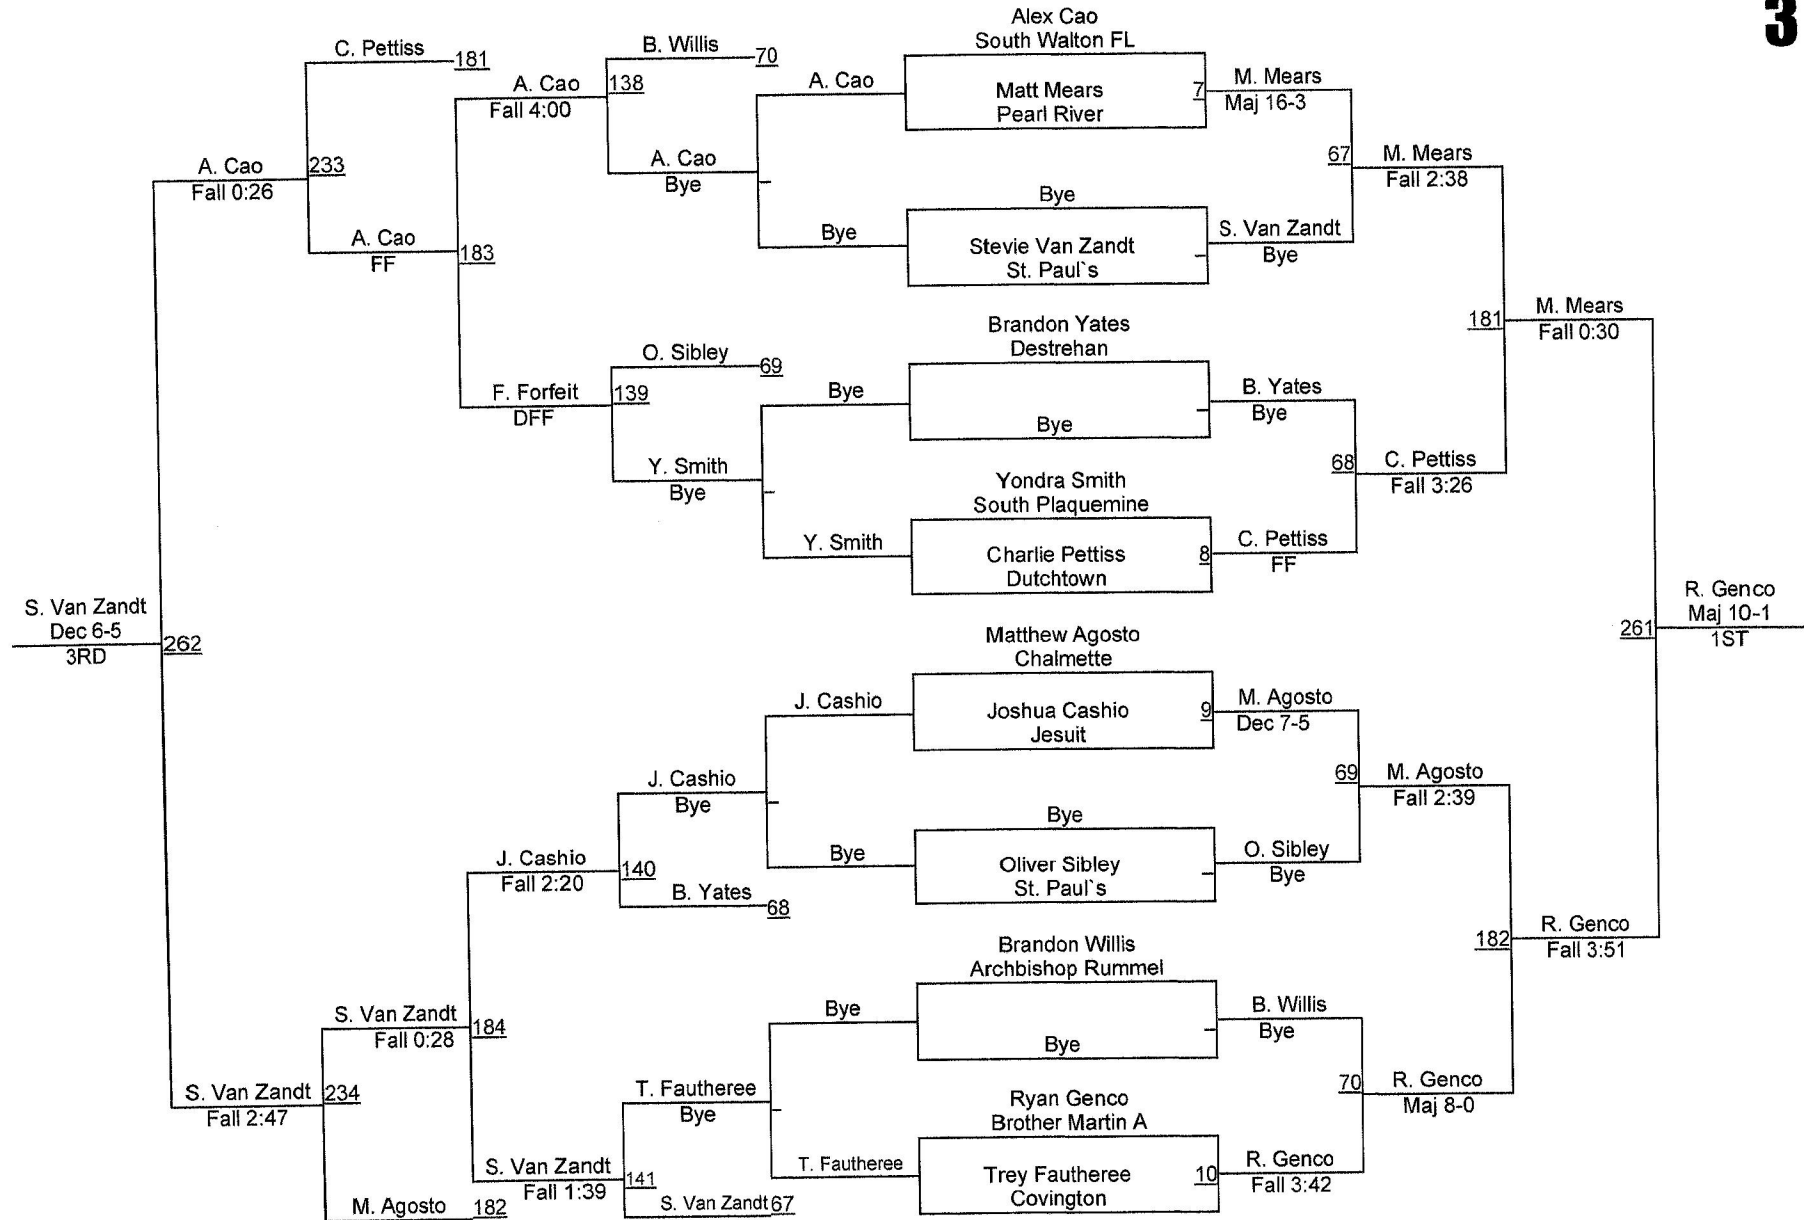 3
Alex Cao
South Walton FL
Matt Mears
Pearl River
7
Bye
Stevie Van Zandt
St. Paul`s
Brandon Yates
Destrehan
Bye
Yondra Smith
South Plaquemine
Charlie Pettiss
Dutchtown
8
Matthew Agosto
Chalmette
Joshua Cashio
Jesuit
9
Bye
Oliver Sibley
St. Paul`s
Brandon Willis
Archbishop Rummel
Bye
Ryan Genco
Brother Martin A
Trey Fautheree
Covington
10
M. Mears
Maj 16-3
S. Van Zandt
Bye
B. Yates
Bye
C. Pettiss
FF
M. Agosto
Dec 7-5
O. Sibley
Bye
B. Willis
Bye
R. Genco
Fall 3:42
67
M. Mears
Fall 2:38
68
C. Pettiss
Fall 3:26
69
M. Agosto
Fall 2:39
70
R. Genco
Maj 8-0
181
M. Mears
Fall 0:30
182
R. Genco
Fall 3:51
261
R. Genco
Maj 10-1
1ST
A. Cao
Bye
Bye
Y. Smith
J. Cashio
Bye
Bye
T. Fautheree
B. Willis
70
A. Cao
Bye
O. Sibley
69
Y. Smith
Bye
J. Cashio
Bye
B. Yates
68
T. Fautheree
Bye
S. Van Zandt 67
A. Cao
Fall 4:00
138
F. Forfeit
DFF
139
J. Cashio
Fall 2:20
140
S. Van Zandt
Fall 1:39
141
C. Pettiss
181
A. Cao
FF
183
S. Van Zandt
Fall 0:28
184
M. Agosto
182
A. Cao
Fall 0:26
233
S. Van Zandt
Fall 2:47
234
S. Van Zandt
Dec 6-5
3RD
262